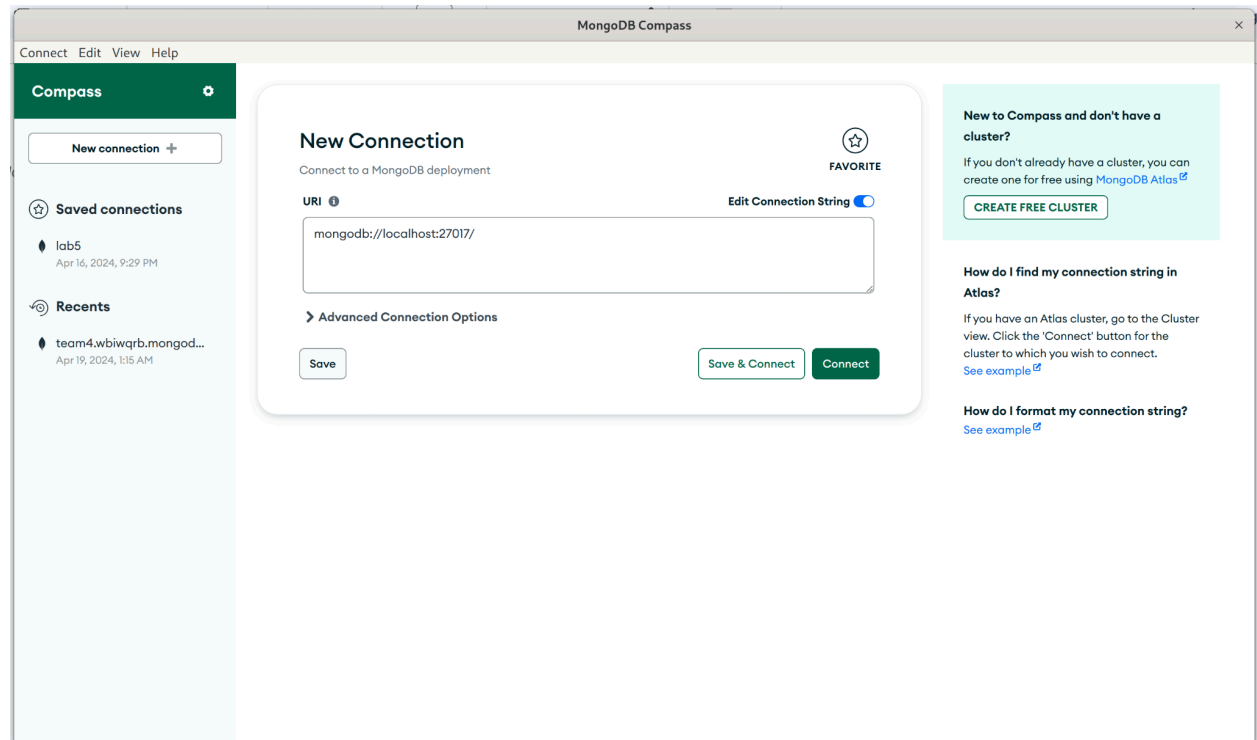 MongoDB Compass
Connect Edit View Help
Compass
New connection
Saved connections
lab5
Apr 16, 2024, 9:29 PM
Recents
team4.wbiwqrb.mongod...
Apr 19, 2024, 1:15 AM
New Connection
Connect to a MongoDB deployment
FAVORITE
URI
Edit Connection String
mongodb://localhost:27017/
Advanced Connection Options
Save
Save & Connect
Connect
New to Compass and don't have a
cluster?
If you don't already have a cluster, you can
create one for free using MongoDB Atlas
CREATE FREE CLUSTER
How do I find my connection string in
Atlas?
If you have an Atlas cluster, go to the Cluster
view. Click the 'Connect' button for the
cluster to which you wish to connect.
See example
How do I format my connection string?
See example